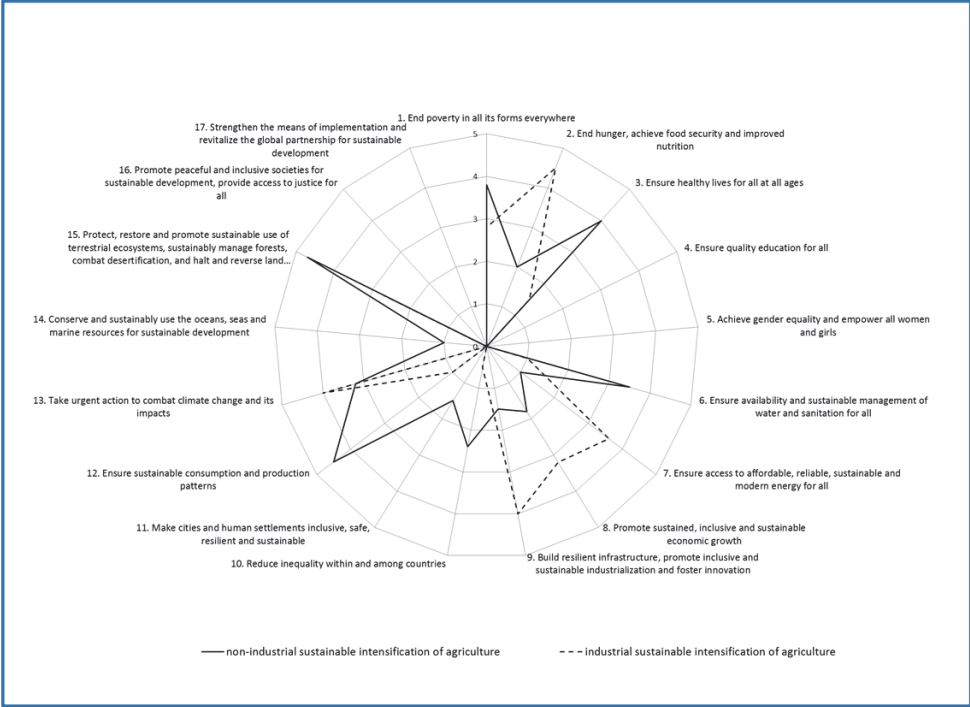 1. End poverty in all its forms everywhere
2. End hunger, achieve food security and improved
nutrition
3. Ensure healthy lives for all at all ages
4. Ensure quality education for all
5. Achieve gender equality and empower all women
and girls
6. Ensure availability and sustainable management of
water and sanitation for all
7. Ensure access to affordable, reliable, sustainable and
modern energy for all
8. Promote sustained, inclusive and sustainable
economic growth
9. Build resilient infrastructure, promote inclusive and
sustainable industrialization and foster innovation
10. Reduce inequality within and among countries
11. Make cities and human settlements inclusive, safe,
resilient and sustainable
12. Ensure sustainable consumption and production
patterns
13. Take urgent action to combat climate change and its
impacts
14. Conserve and sustainably use the oceans, seas and
marine resources for sustainable development
15. Protect, restore and promote sustainable use of
terrestrial ecosystems, sustainably manage forests,
combat desertification, and halt and reverse land...
16. Promote peaceful and inclusive societies for
sustainable development, provide access to justice for
all
17. Strengthen the means of implementation and
revitalize the global partnership for sustainable
development
5
4
3
2
1
0
non-industrial sustainable intensification of agriculture
industrial sustainable intensification of agriculture